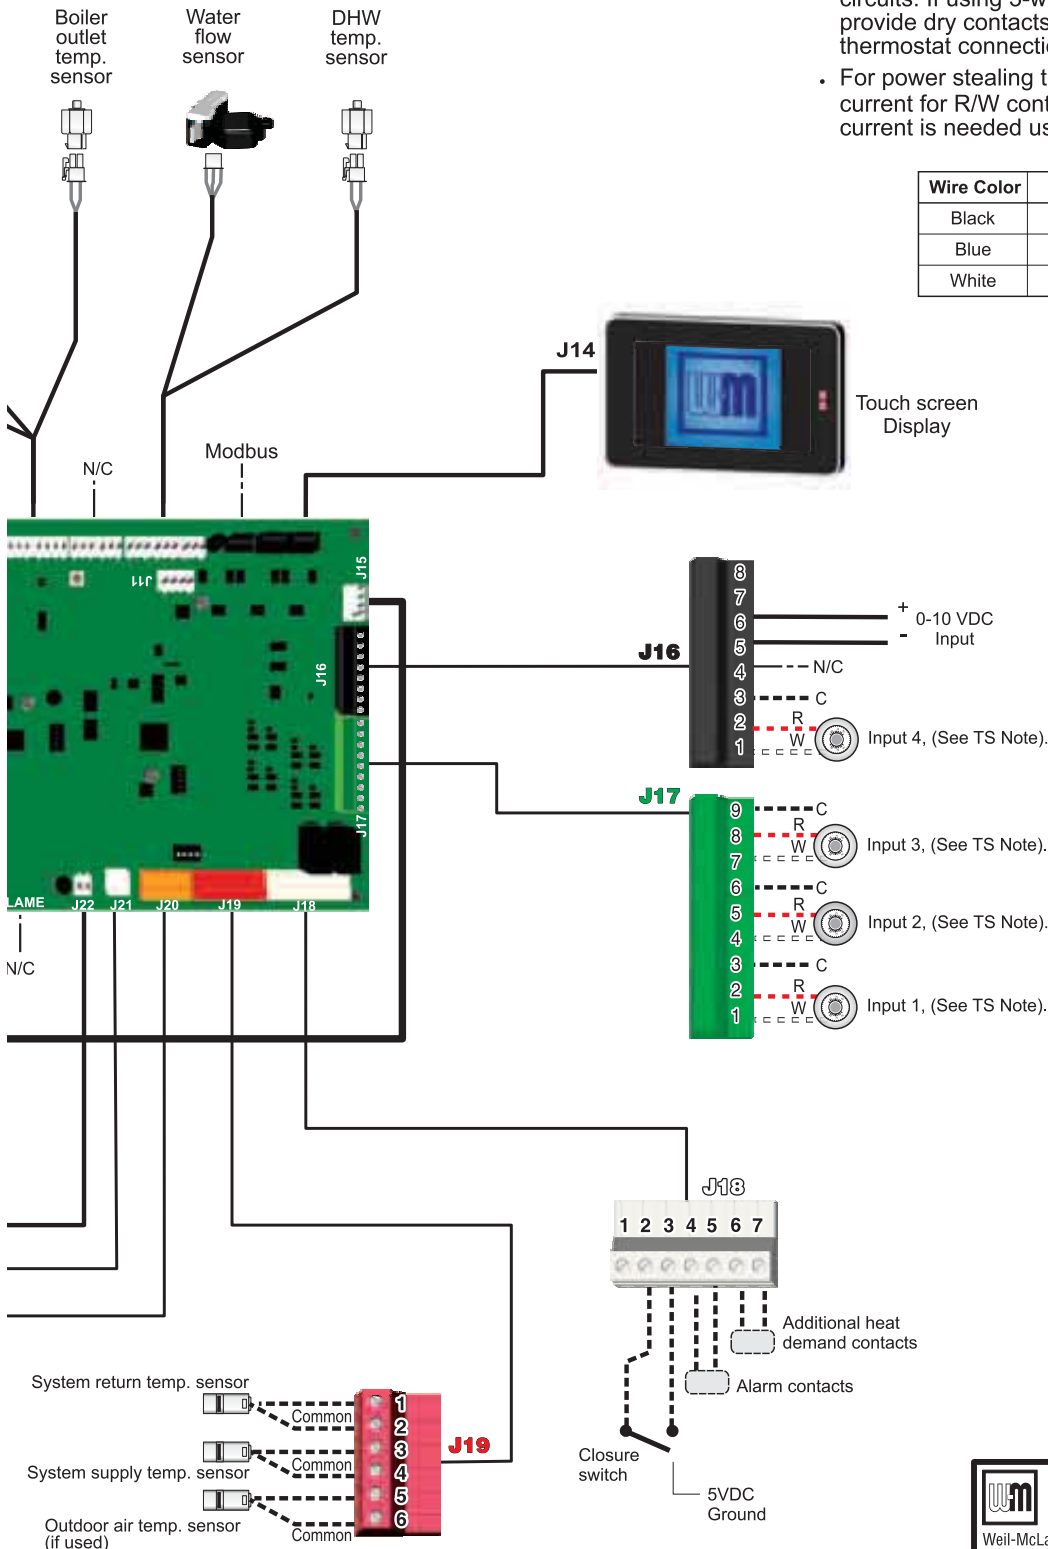 Boiler
outlet
temp.
sensor
Water
flow
sensor
DHW
temp.
sensor
provide dry contacts
thermostat connecti
• For power stealing t
current for R/W cont
current is needed us
Wire Color
Black
Blue
White
J14
W-M
Touch screen
Display
N/C
Modbus
J11
J15
J16
J17
LAME
J22
J21
J20
J19
J18
N/C
J16
8
7
6
5
4
3
2
1
+
-
0-10 VDC
Input
N/C
C
R
W
Input 4, (See TS Note).
J17
9
8
7
6
5
4
3
2
1
C
R
W
Input 3, (See TS Note).
C
R
W
Input 2, (See TS Note).
C
R
W
Input 1, (See TS Note).
J18
1 2 3 4 5 6 7
Additional heat
demand contacts
Alarm contacts
Closure
switch
5VDC
Ground
System return temp. sensor
Common
System supply temp. sensor
Common
Outdoor air temp. sensor
(if used)
Common
1
2
3
4
5
6
J19
W-M
Weil-McLa